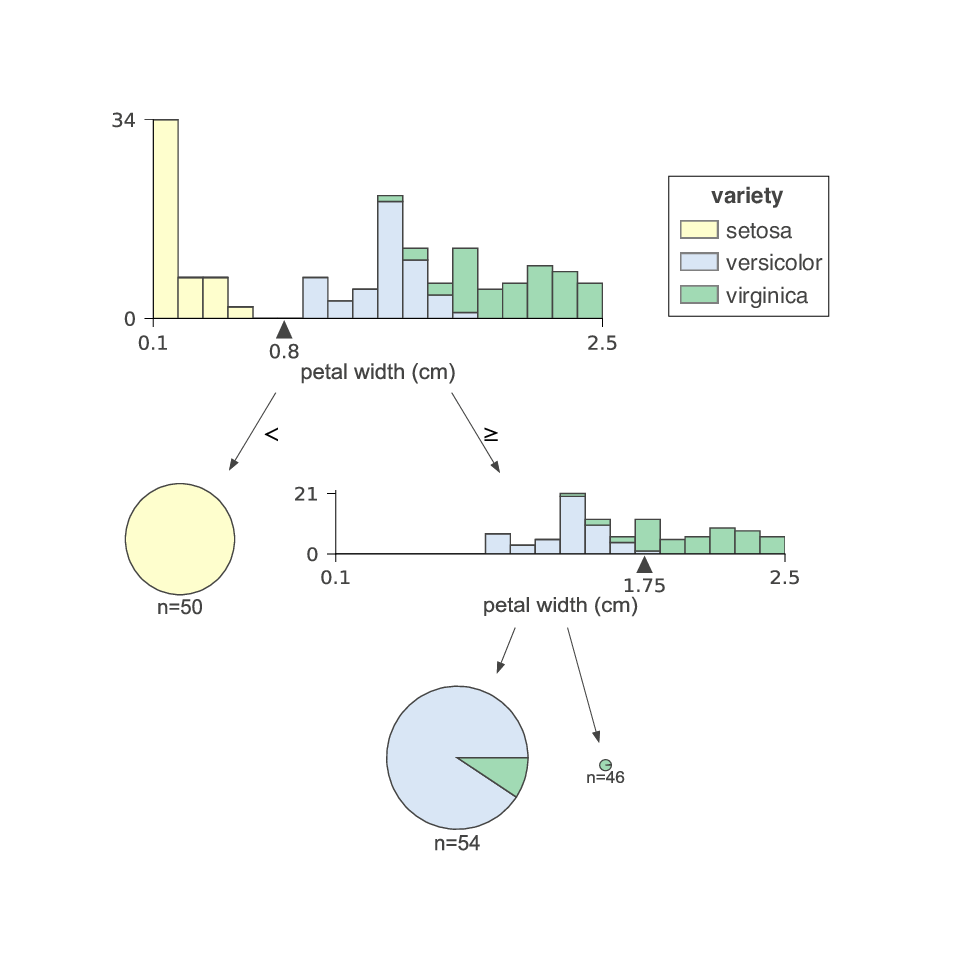 34
0
0.1
0.8
2.5
petal width (cm)
variety
setosa
versicolor
virginica
<
≥
n=50
21
0
0.1
1.75
2.5
petal width (cm)
n=54
n=46